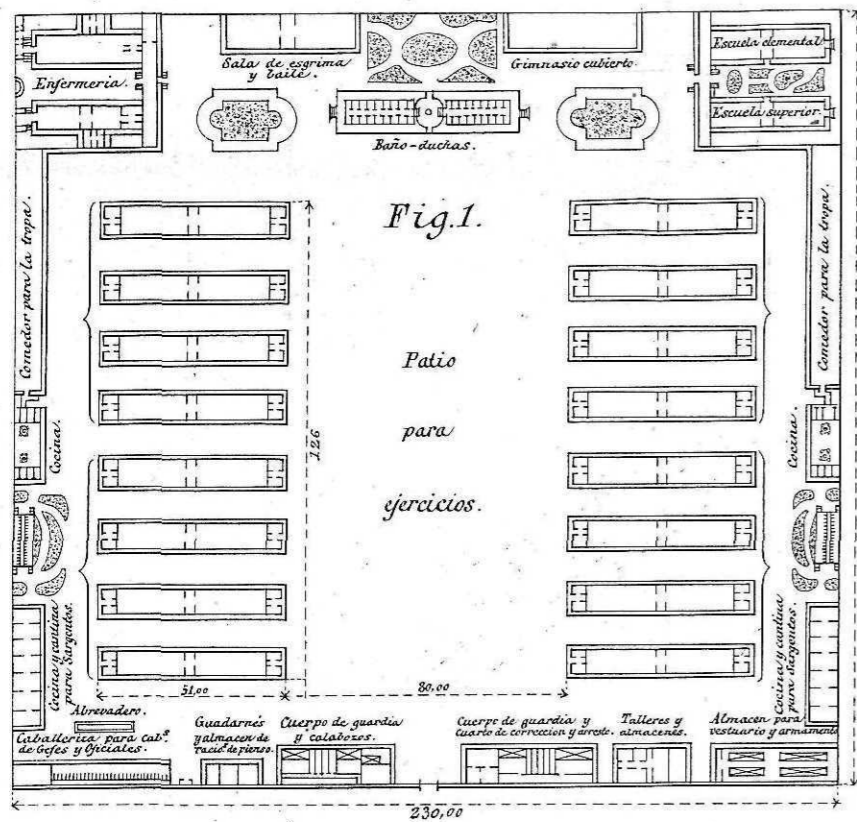 Sala de esgrima
y baile.
Gimnasio cubierto.
Escuela elemental
Enfermeria.
Escuela superior.
Baño-duchas.
Fig. 1.
Comedor para la tropa.
Comedor para la tropa.
Patio
para
ejercicios.
126
Cocina.
Cocina.
Cocina y cantina
para Sargentos.
Cocina y cantina
para Sargentos.
51,00
80,00
Abrevadero.
Caballeriza para Cab.s
de Gefes y Oficiales.
Guadarnés
y almacen de
racio.s de pienso.
Cuerpo de guardia
y calabozos.
Cuerpo de guardia y
Cuarto de correccion y arresto.
Talleres y
almacenes.
Almacen para
vestuario y armamento
230,00